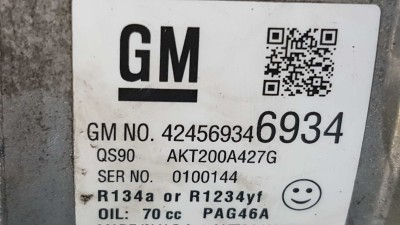 GM
GM NO. 42456934 6934
QS90 AKT200A427G
SER NO. 0100144
R134a or R1234yf
OIL: 70 cc PAG46A